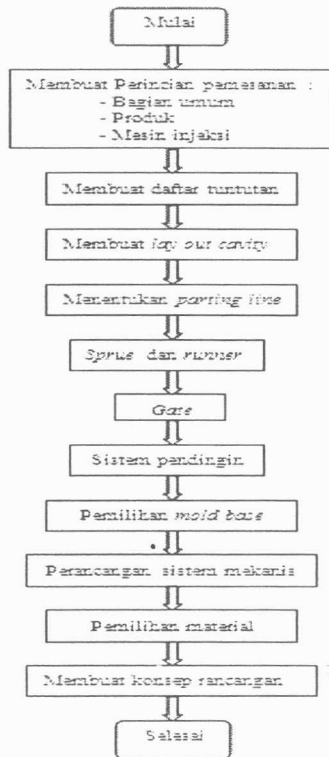 Mulai
Membuat Perincian pemesanan :
- Bagian umum
- Produk
- Mesin injeksi
Membuat daftar tuntutan
Membuat lay out cavity
Menentukan parting line
Sprue dan runner
Gate
Sistem pendingin
Pemilihan mold base
Perancangan sistem mekanis
Pemilihan material
Membuat konsep rancangan
Selesai